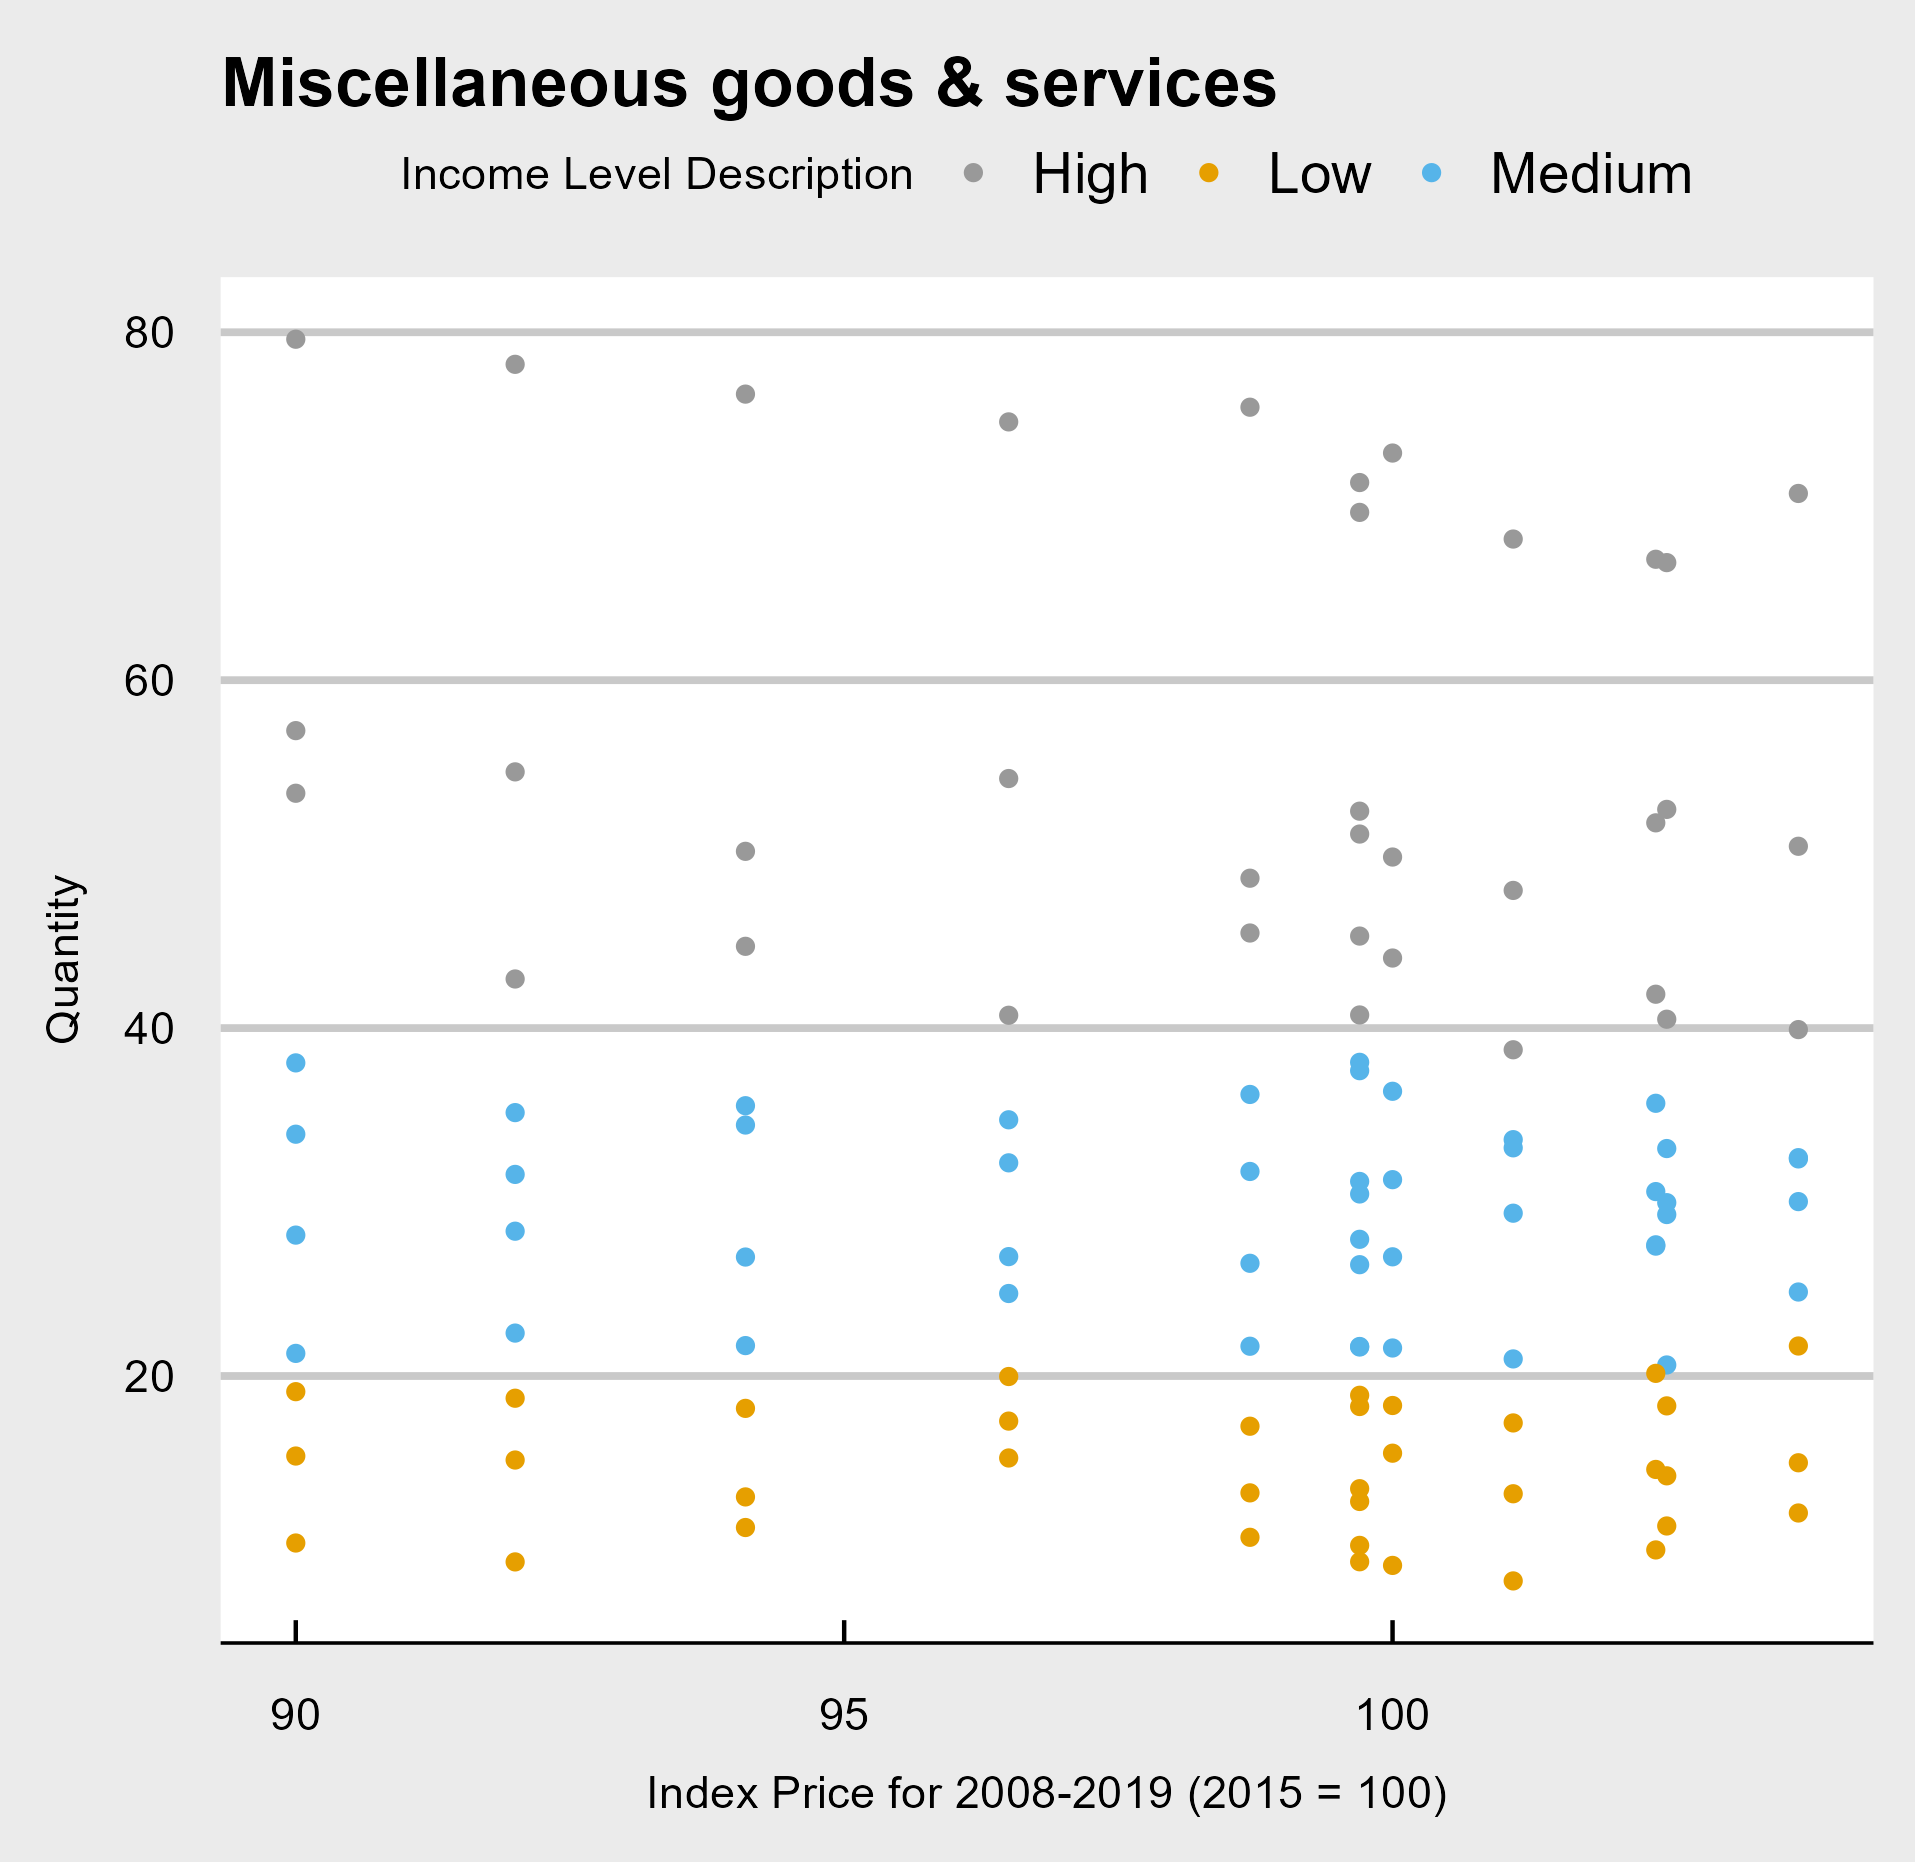 Miscellaneous goods & services
Income Level Description High Low Medium
80
60
40
20
Quantity
90 95 100
Index Price for 2008-2019 (2015 = 100)